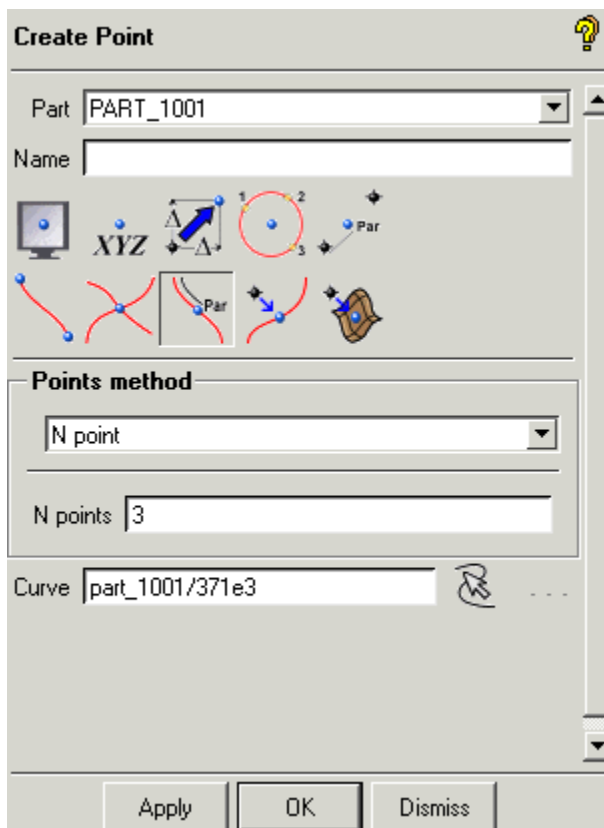 Create Point
Part PART_1001
Name
XYZ Δ Δ 1 2 3 Par
Par
Points method
N point
N points 3
Curve part_1001/371e3
Apply OK Dismiss